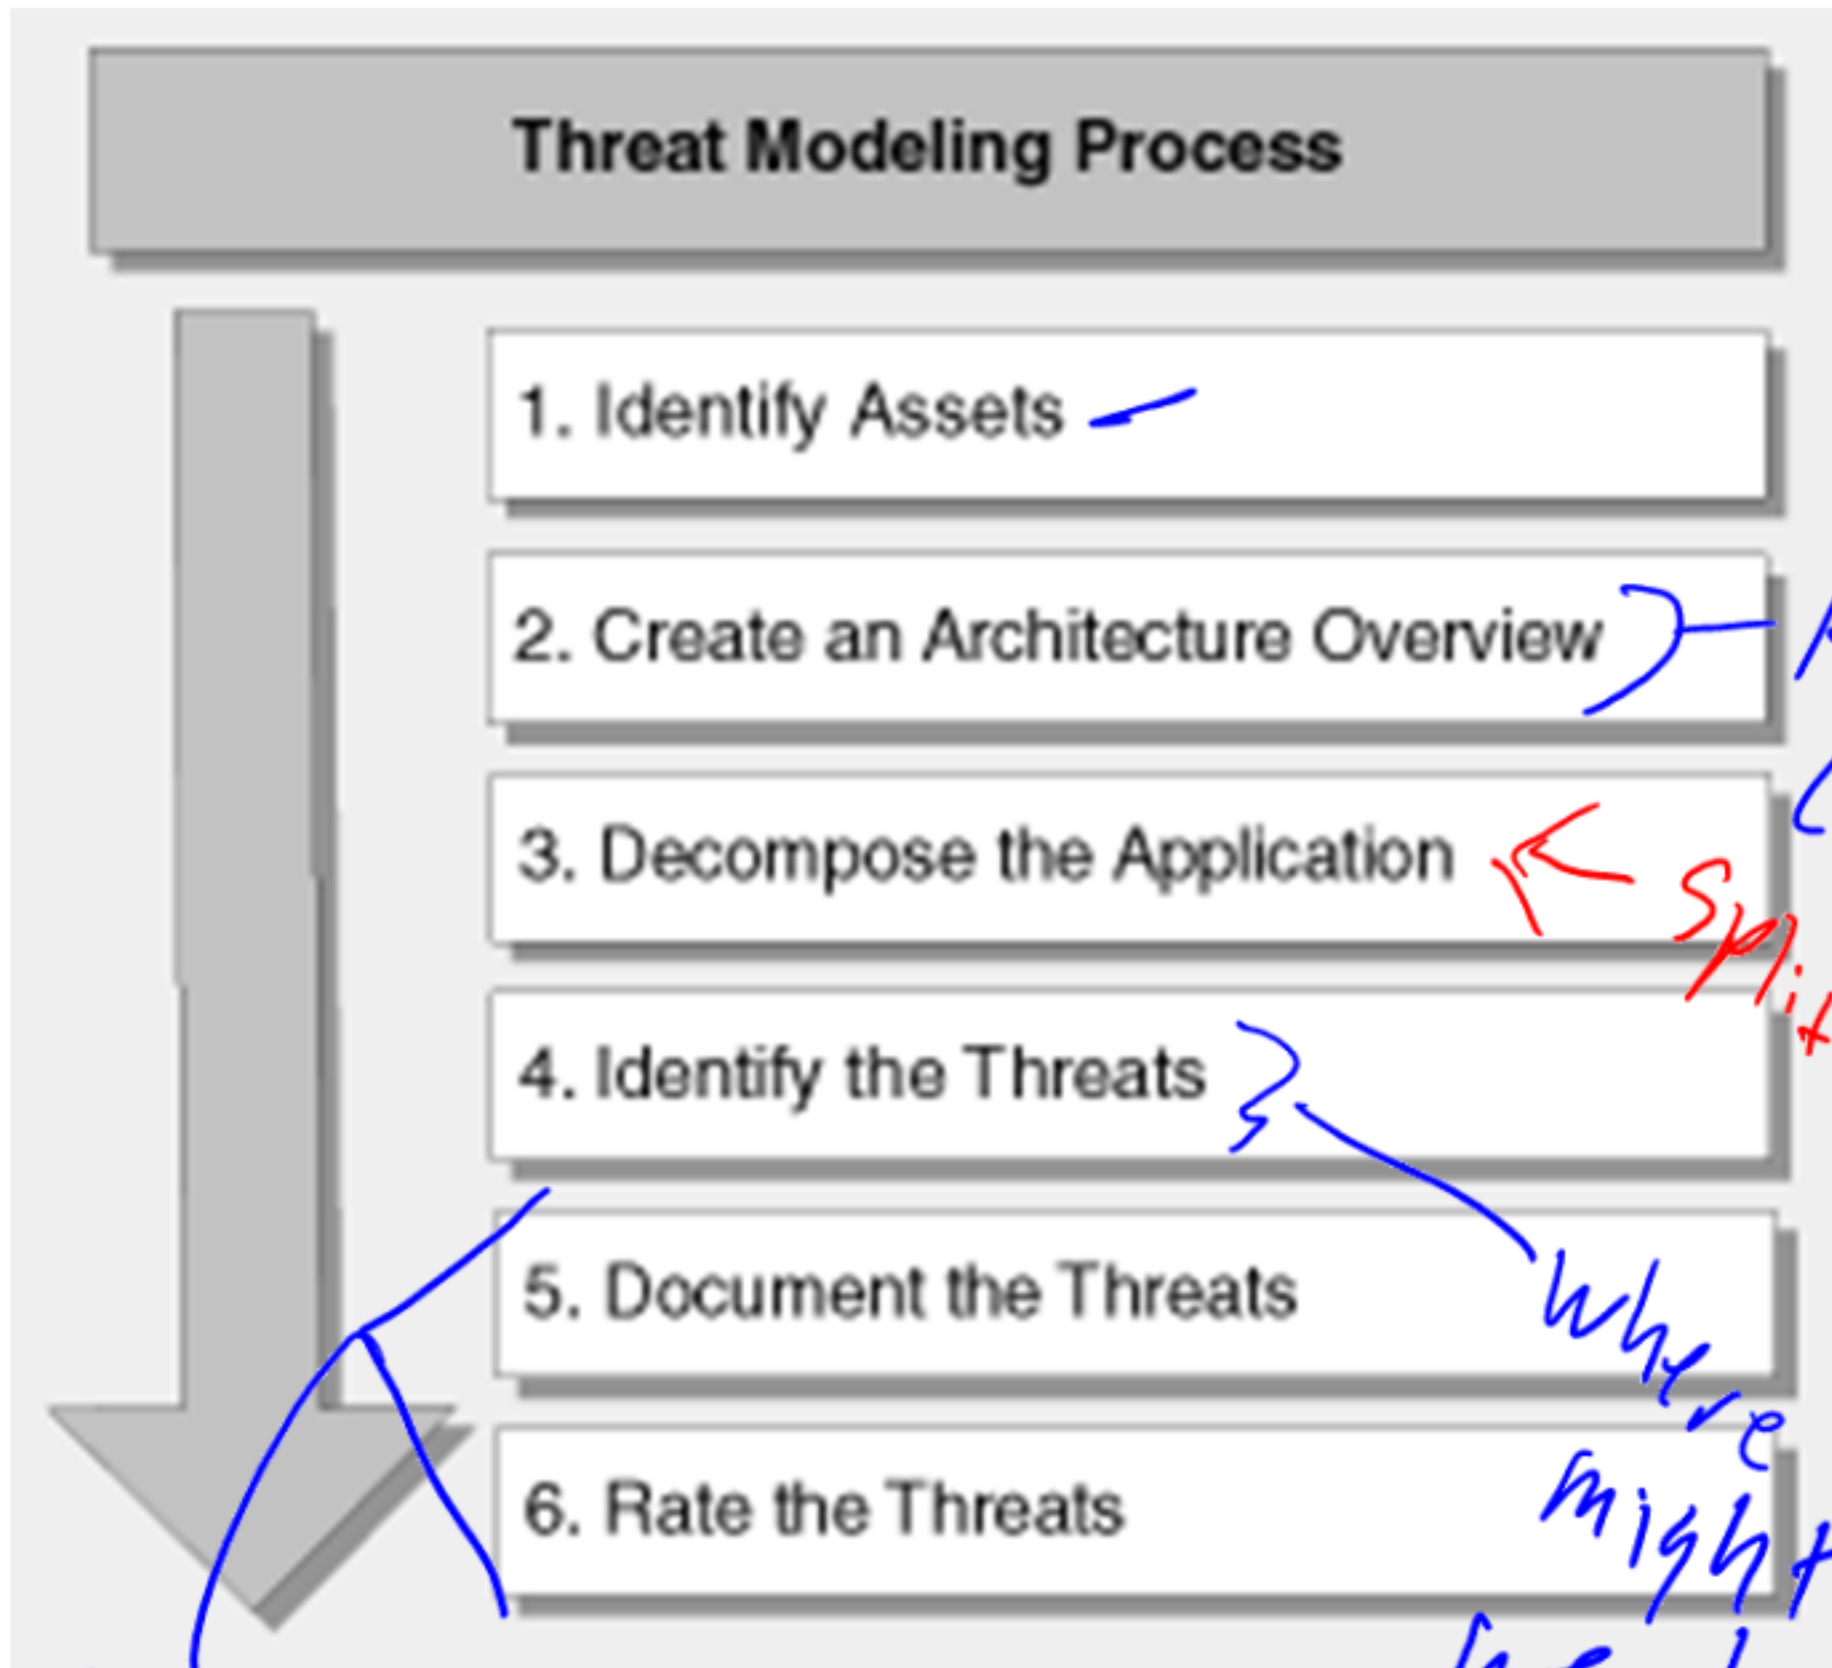 Threat Modeling Process
1. Identify Assets
2. Create an Architecture Overview
3. Decompose the Application
split
4. Identify the Threats
5. Document the Threats
where
6. Rate the Threats
might